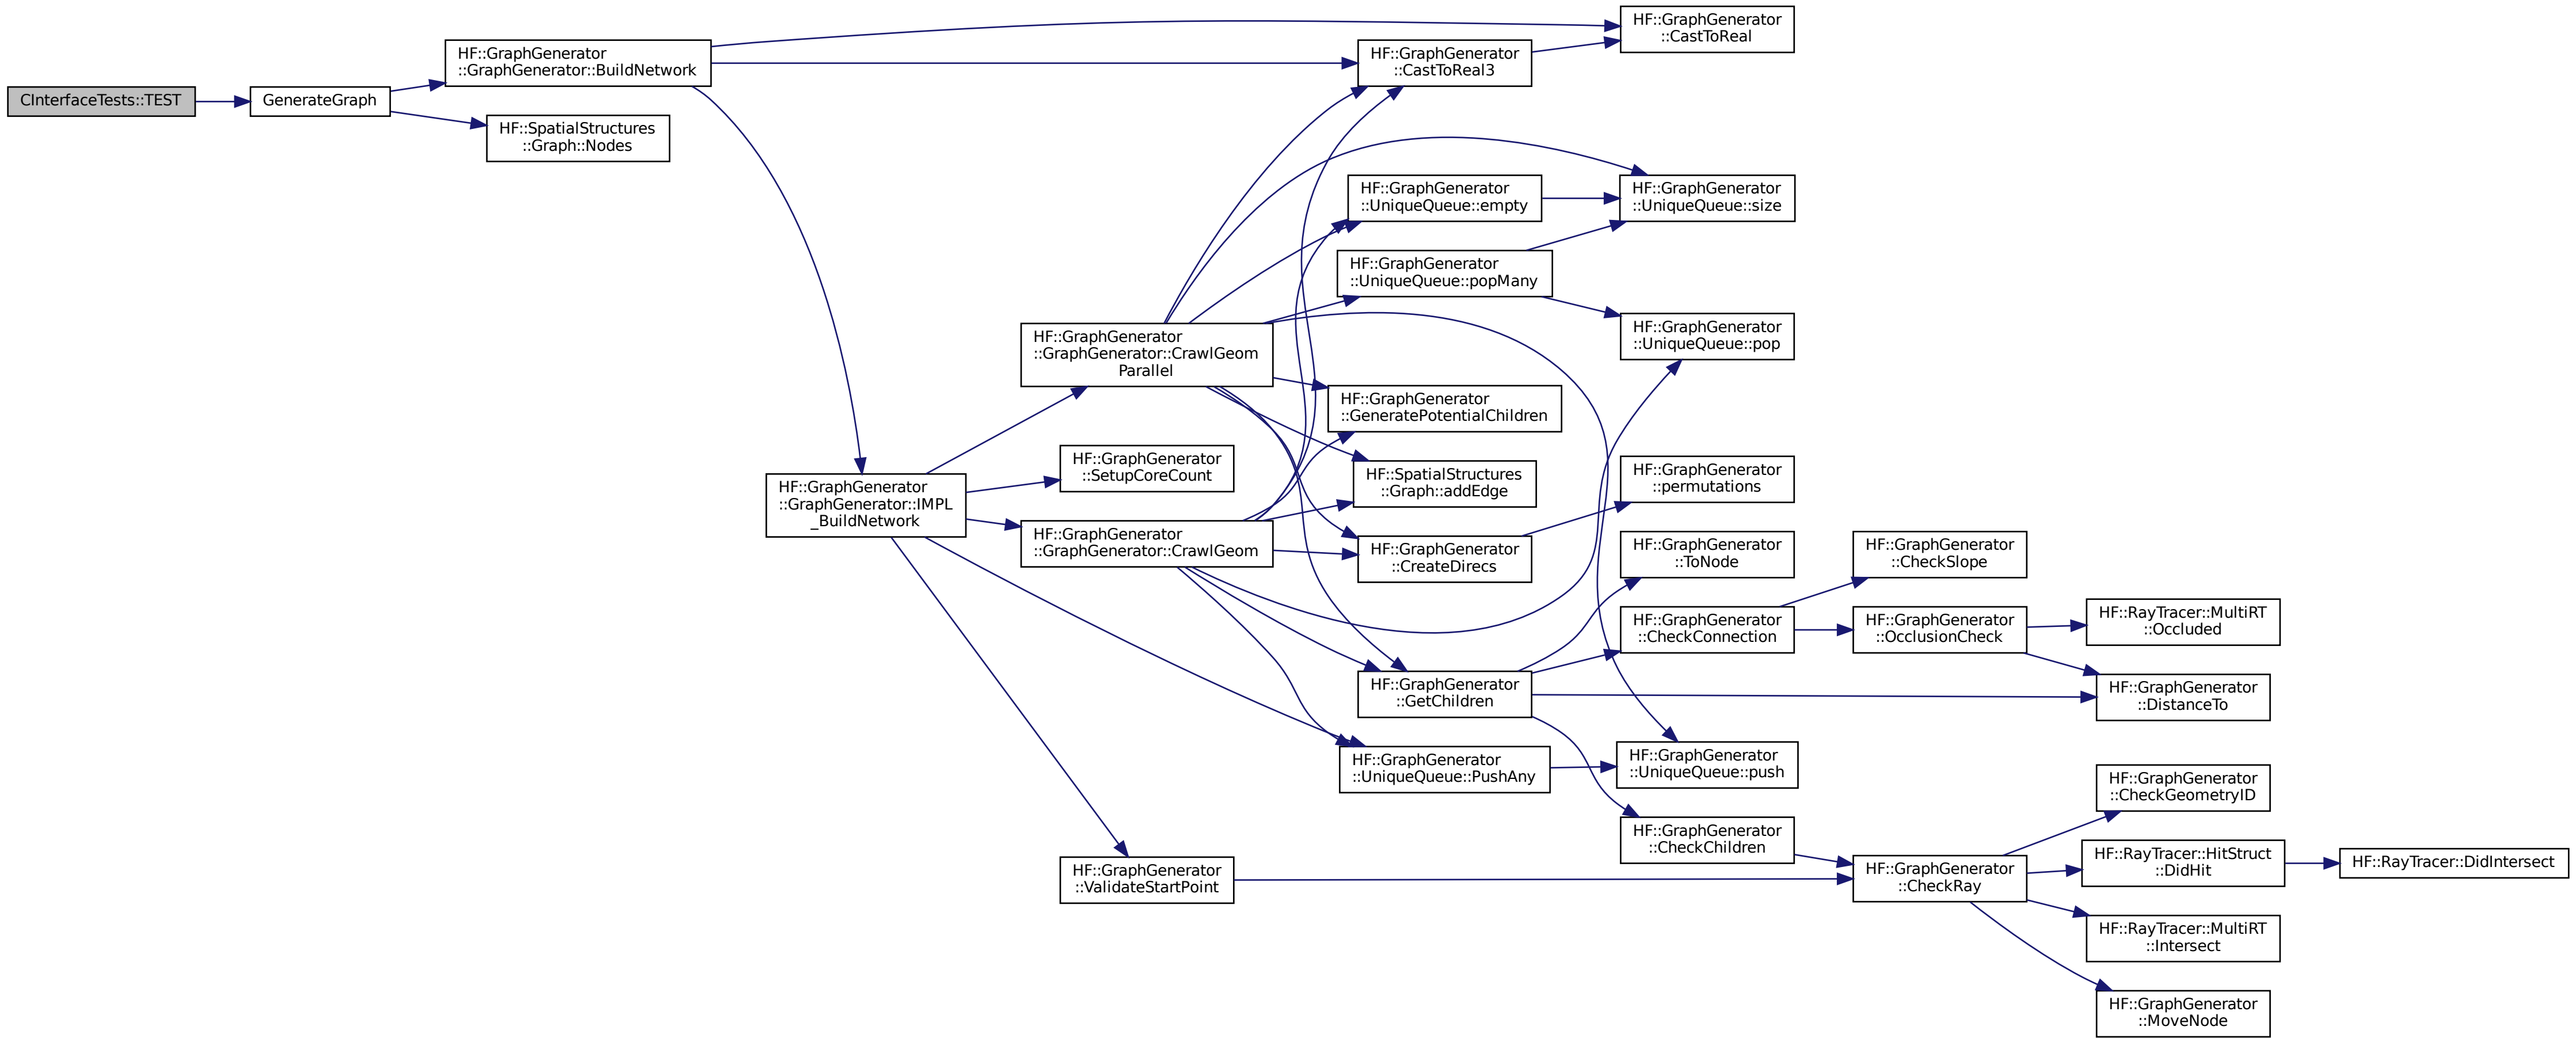 CInterfaceTests::TEST
GenerateGraph
HF::GraphGenerator
::GraphGenerator::BuildNetwork
HF::SpatialStructures
::Graph::Nodes
HF::GraphGenerator
::GraphGenerator::IMPL
_BuildNetwork
HF::GraphGenerator
::GraphGenerator::CrawlGeom
Parallel
HF::GraphGenerator
::SetupCoreCount
HF::GraphGenerator
::GraphGenerator::CrawlGeom
HF::GraphGenerator
::ValidateStartPoint
HF::GraphGenerator
::CastToReal3
HF::GraphGenerator
::UniqueQueue::empty
HF::GraphGenerator
::UniqueQueue::popMany
HF::GraphGenerator
::GeneratePotentialChildren
HF::SpatialStructures
::Graph::addEdge
HF::GraphGenerator
::CreateDirecs
HF::GraphGenerator
::GetChildren
HF::GraphGenerator
::UniqueQueue::PushAny
HF::GraphGenerator
::CastToReal
HF::GraphGenerator
::UniqueQueue::size
HF::GraphGenerator
::UniqueQueue::pop
HF::GraphGenerator
::permutations
HF::GraphGenerator
::ToNode
HF::GraphGenerator
::CheckConnection
HF::GraphGenerator
::UniqueQueue::push
HF::GraphGenerator
::CheckChildren
HF::GraphGenerator
::CheckSlope
HF::GraphGenerator
::OcclusionCheck
HF::GraphGenerator
::CheckRay
HF::RayTracer::MultiRT
::Occluded
HF::GraphGenerator
::DistanceTo
HF::GraphGenerator
::CheckGeometryID
HF::RayTracer::HitStruct
::DidHit
HF::RayTracer::MultiRT
::Intersect
HF::GraphGenerator
::MoveNode
HF::RayTracer::DidIntersect